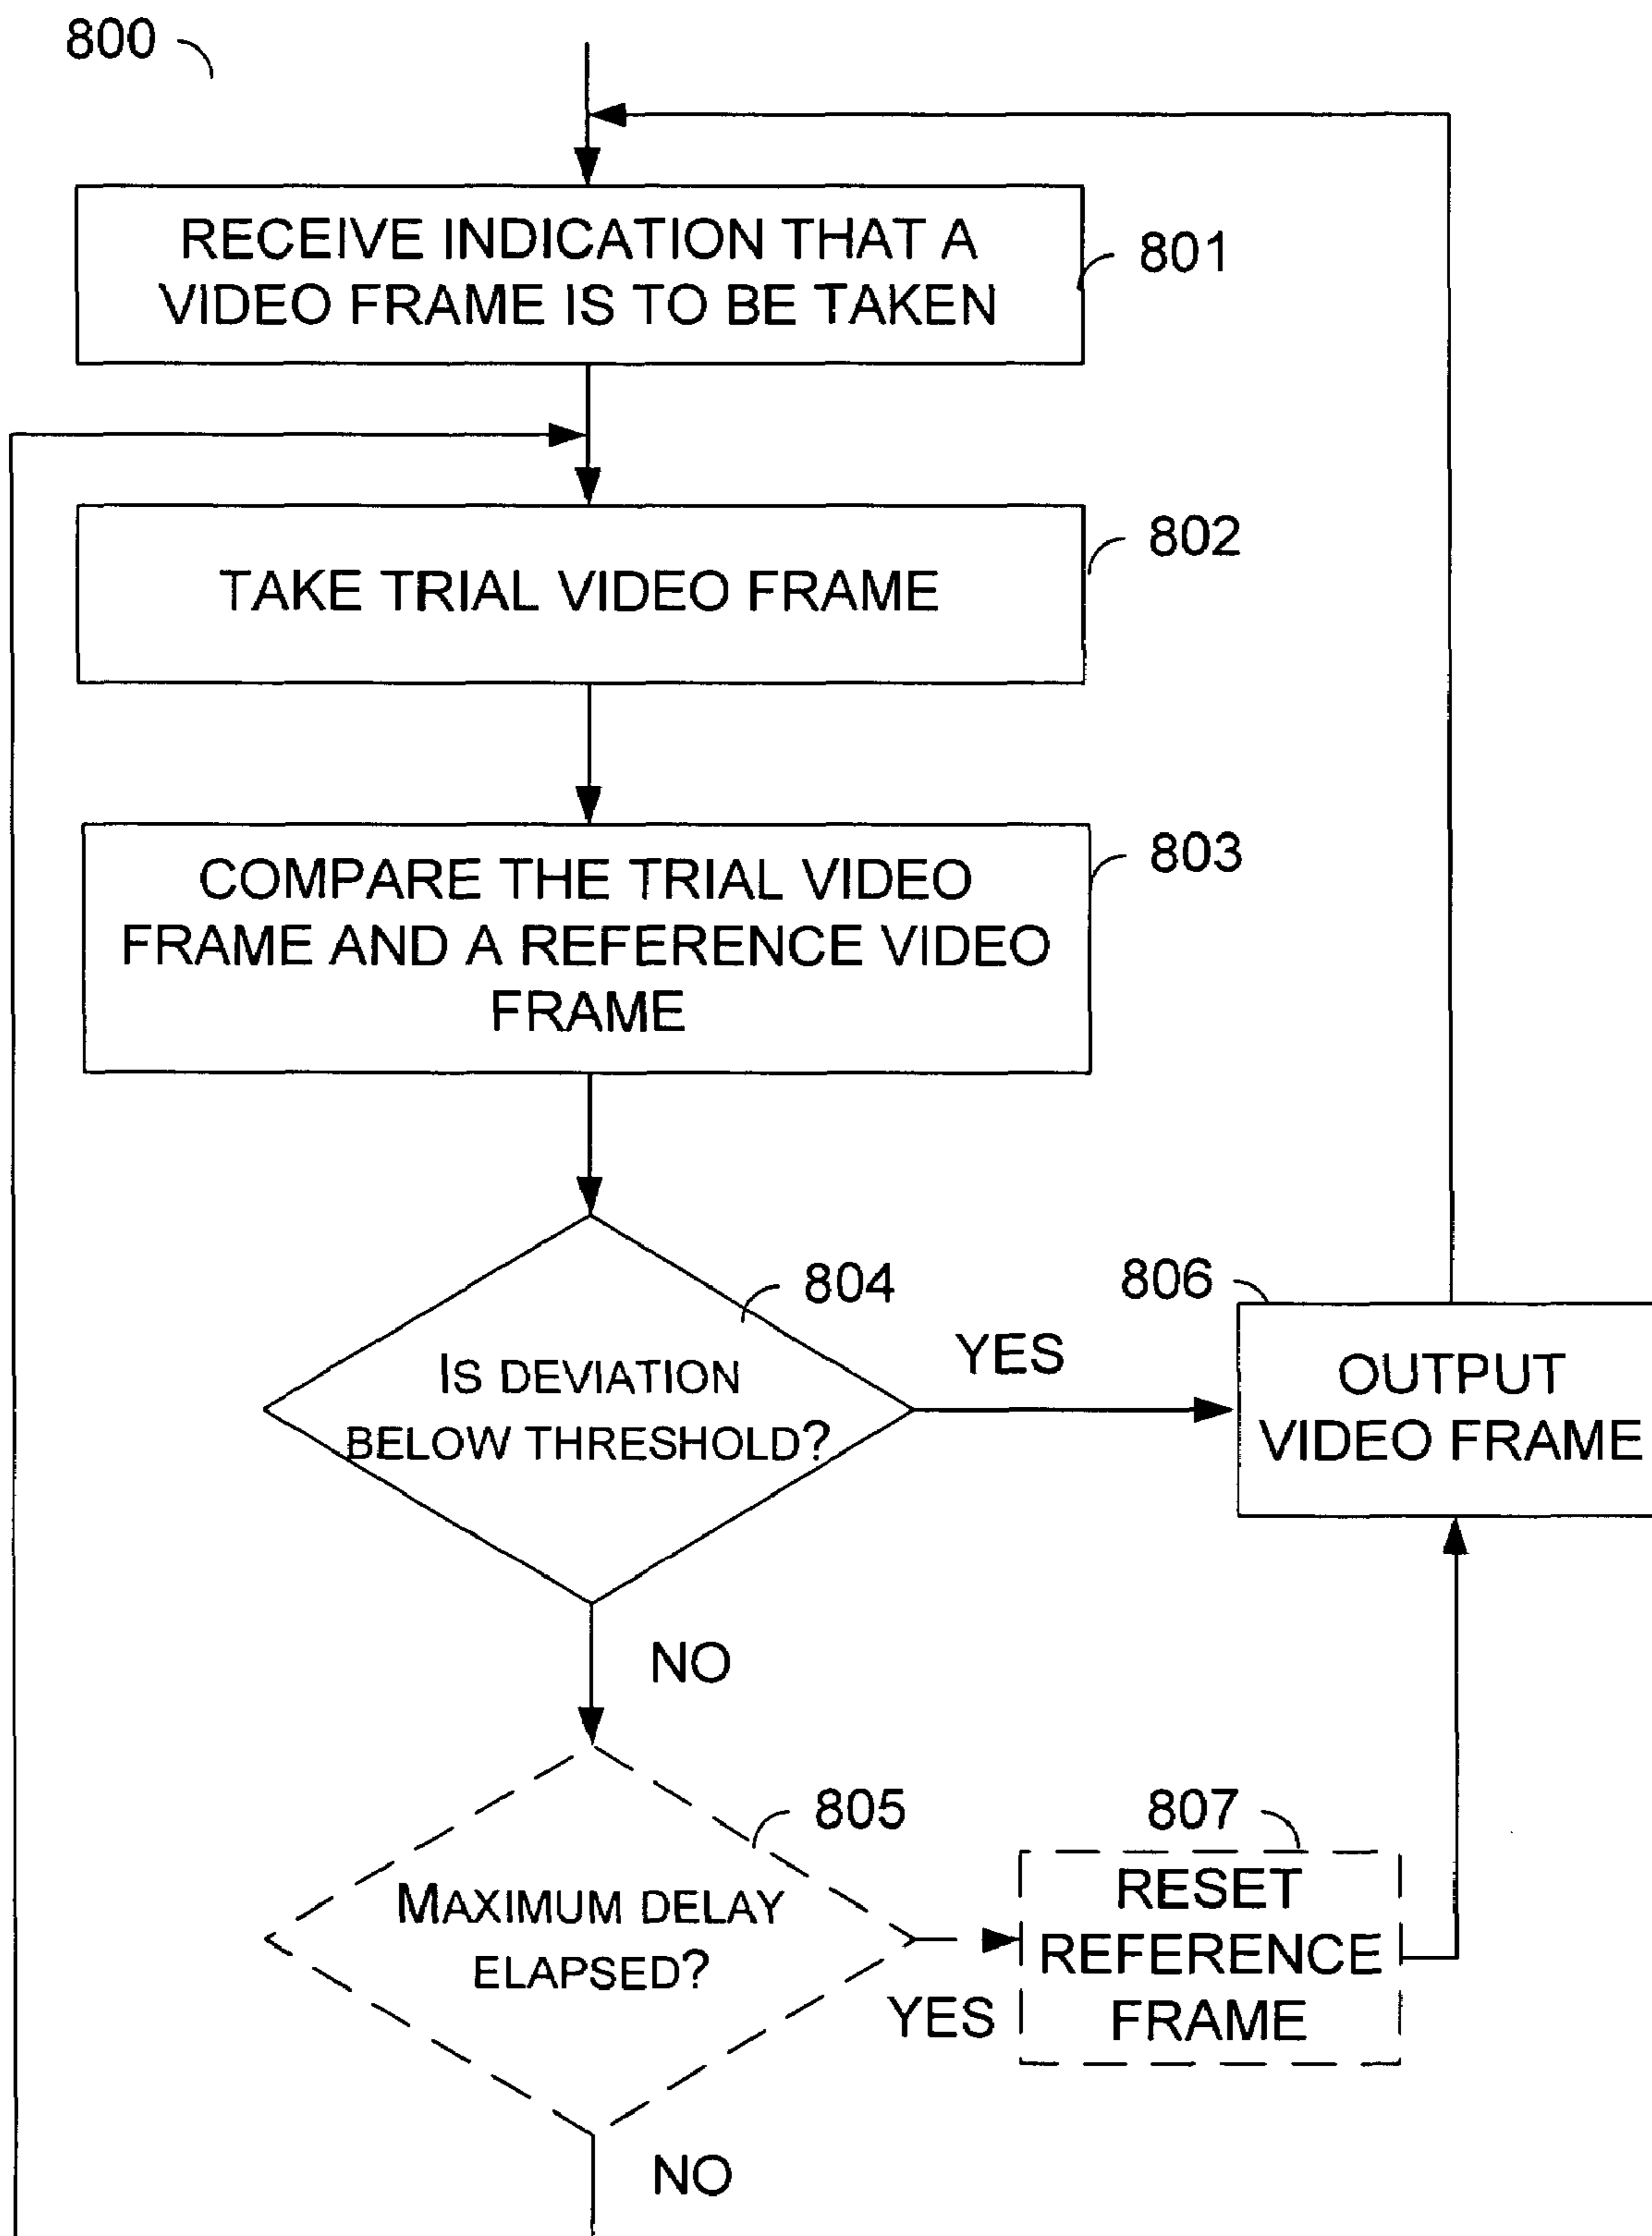 800
RECEIVE INDICATION THAT A
VIDEO FRAME IS TO BE TAKEN
801
TAKE TRIAL VIDEO FRAME
802
COMPARE THE TRIAL VIDEO
FRAME AND A REFERENCE VIDEO
FRAME
803
804
IS DEVIATION
BELOW THRESHOLD?
YES
806
OUTPUT
VIDEO FRAME
NO
805
MAXIMUM DELAY
ELAPSED?
YES
807
RESET
REFERENCE
FRAME
NO